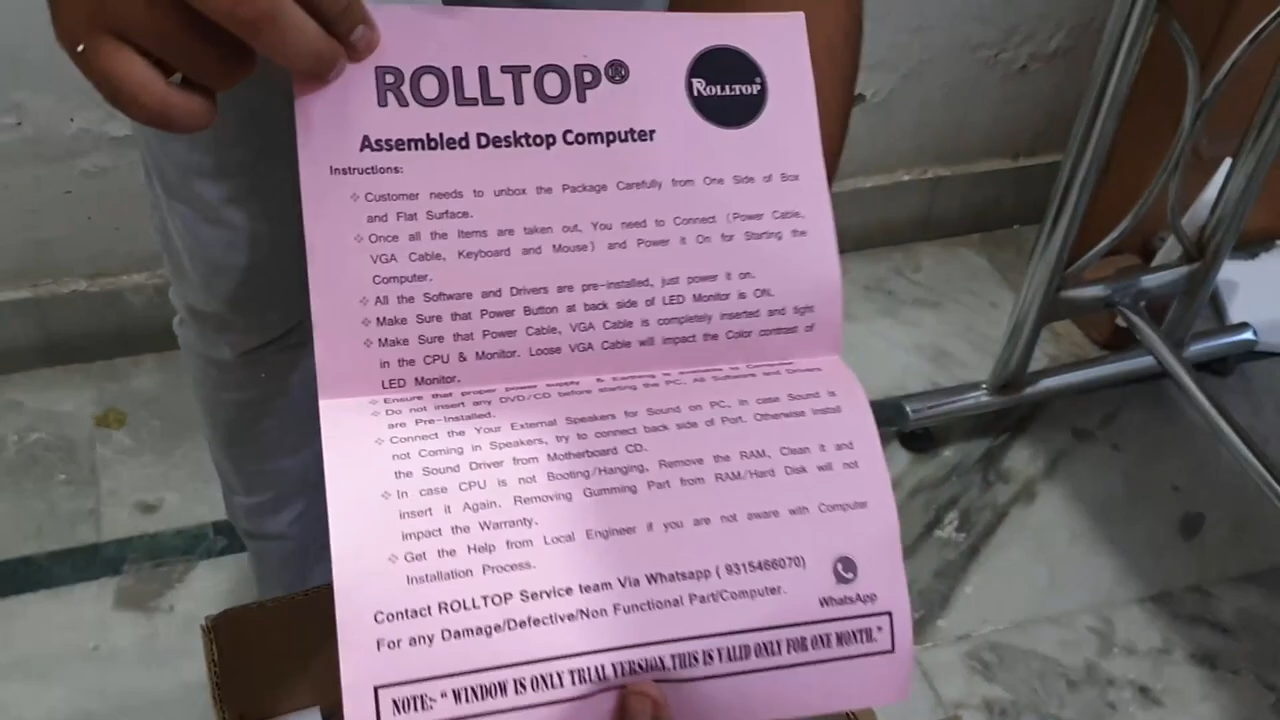 ROLLTOP®
ROLLTOP®
Assembled Desktop Computer
Instructions:
Customer needs to unbox the Package Carefully from One Side of Box
and Flat Surface.
Once all the Items are taken out, You need to Connect (Power Cable,
VGA Cable, Keyboard and Mouse) and Power it On for Starting the
Computer.
All the Software and Drivers are pre-installed, just power it on.
Make Sure that Power Button at back side of LED Monitor is ON.
Make Sure that Power Cable, VGA Cable is completely inserted and tight
in the CPU & Monitor. Loose VGA Cable will impact the Color contrast of
LED Monitor.
Ensure that proper power supply & Earthing is available to Computer
Do not insert any DVD/CD before starting the PC. All Software and Drivers
are Pre-Installed.
Connect the Your External Speakers for Sound on PC, in case Sound is
not Coming in Speakers, try to connect back side of Port. Otherwise Install
the Sound Driver from Motherboard CD.
In case CPU is not Booting/Hanging, Remove the RAM, Clean it and
insert it Again. Removing Gumming Part from RAM/Hard Disk will not
impact the Warranty.
Get the Help from Local Engineer if you are not aware with Computer
Installation Process.
Contact ROLLTOP Service team Via Whatsapp ( 9315466070)
For any Damage/Defective/Non Functional Part/Computer.
WhatsApp
NOTE:- “ WINDOW IS ONLY TRIAL VERSION,THIS IS VALID ONLY FOR ONE MONTH.”